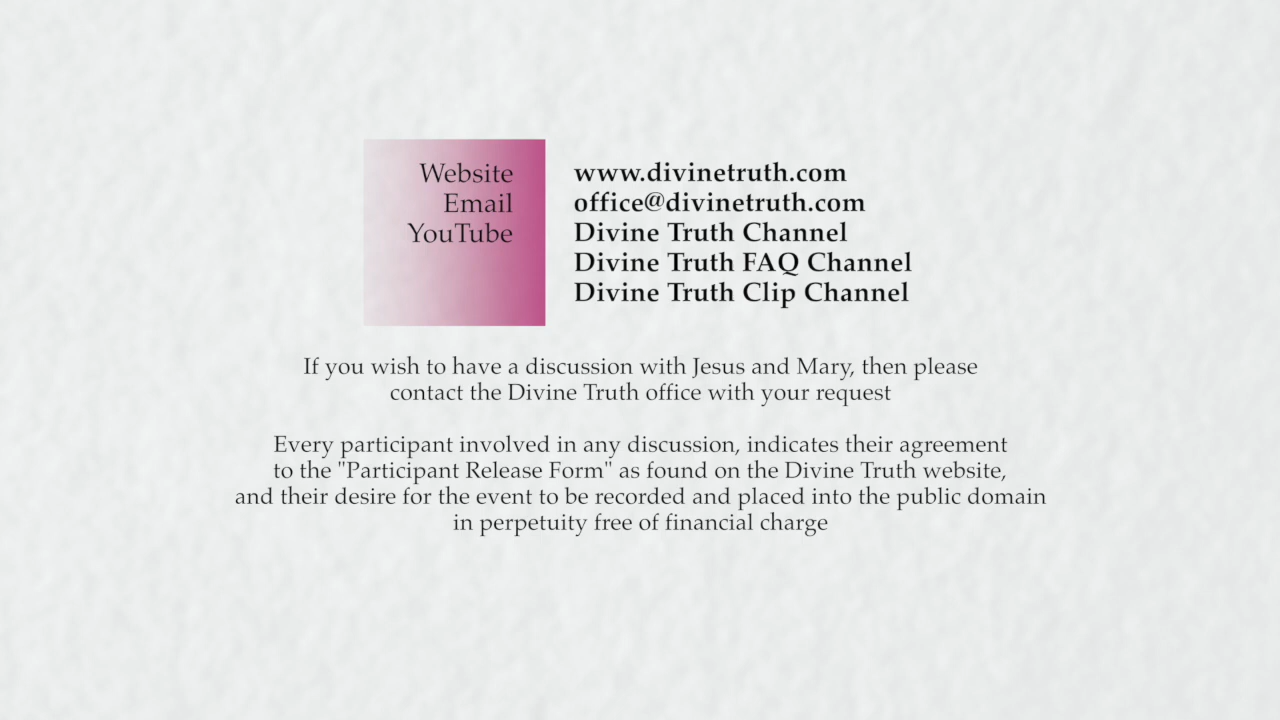 Website www.divinetruth.com
Email office@divinetruth.com
YouTube Divine Truth Channel
Divine Truth FAQ Channel
Divine Truth Clip Channel
If you wish to have a discussion with Jesus and Mary, then please
contact the Divine Truth office with your request
Every participant involved in any discussion, indicates their agreement
to the "Participant Release Form" as found on the Divine Truth website,
and their desire for the event to be recorded and placed into the public domain
in perpetuity free of financial charge